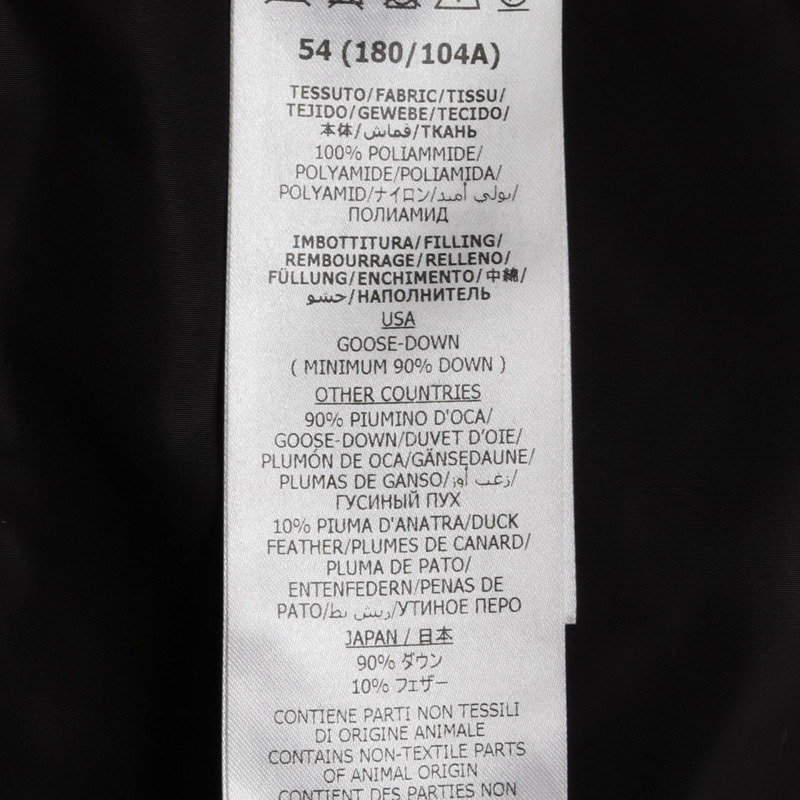 54 (180/104A)
TESSUTO/FABRIC/TISSU/
TEJIDO/GEWEBE/TECIDO/
本体/قماش/ТКАНЬ
100% POLIAMMIDE/
POLYAMIDE/POLIAMIDA/
POLYAMID/ナイロン/بولي أميد/
ПОЛИАМИД
IMBOTTITURA/FILLING/
REMBOURRAGE/RELLENO/
FÜLLUNG/ENCHIMENTO/中綿/
حشو/НАПОЛНИТЕЛЬ
USA
GOOSE-DOWN
( MINIMUM 90% DOWN )
OTHER COUNTRIES
90% PIUMINO D'OCA/
GOOSE-DOWN/DUVET D'OIE/
PLUMÓN DE OCA/GÄNSEDAUNE/
PLUMAS DE GANSO/زغب أوز/
ГУСИНЫЙ ПУХ
10% PIUMA D'ANATRA/DUCK
FEATHER/PLUMES DE CANARD/
PLUMA DE PATO/
ENTENFEDERN/PENAS DE
PATO/ريش بط/УТИНОЕ ПЕРО
JAPAN / 日本
90% ダウン
10% フェザー
CONTIENE PARTI NON TESSILI
DI ORIGINE ANIMALE
CONTAINS NON-TEXTILE PARTS
OF ANIMAL ORIGIN
CONTIENT DES PARTIES NON